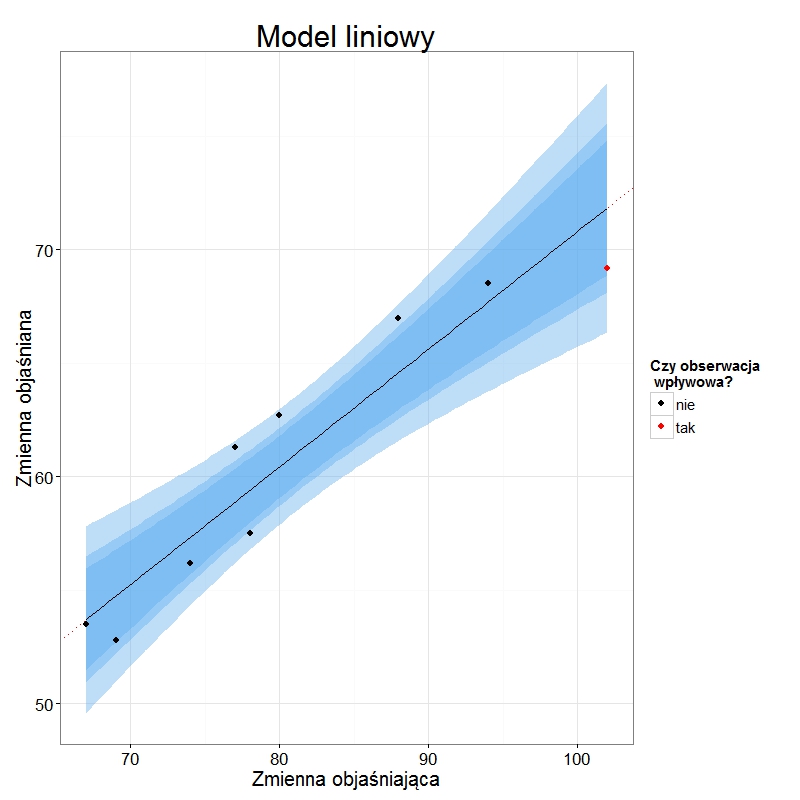 Model liniowy
Zmienna objaśniana
70
60
50
70 80 90 100
Zmienna objaśniająca
Czy obserwacja
wpływowa?
nie
tak